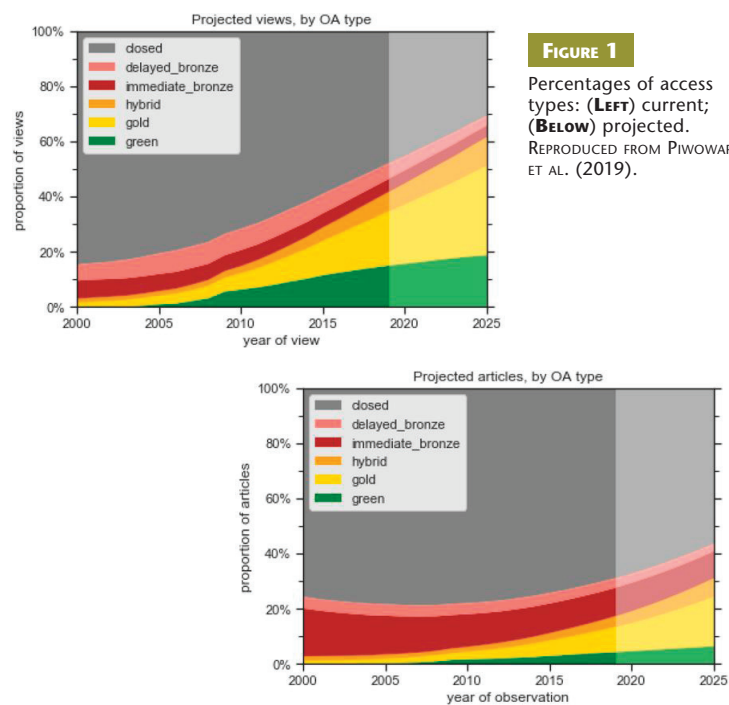 Projected views, by OA type
100%
80%
60%
40%
20%
0%
proportion of views
closed
delayed_bronze
immediate_bronze
hybrid
gold
green
2000 2005 2010 2015 2020 2025
year of view
FIGURE 1
Percentages of access
types: (LEFT) current;
(BELOW) projected.
REPRODUCED FROM PIWOWAR
ET AL. (2019).
Projected articles, by OA type
100%
80%
60%
40%
20%
0%
proportion of articles
closed
delayed_bronze
immediate_bronze
hybrid
gold
green
2000 2005 2010 2015 2020 2025
year of observation